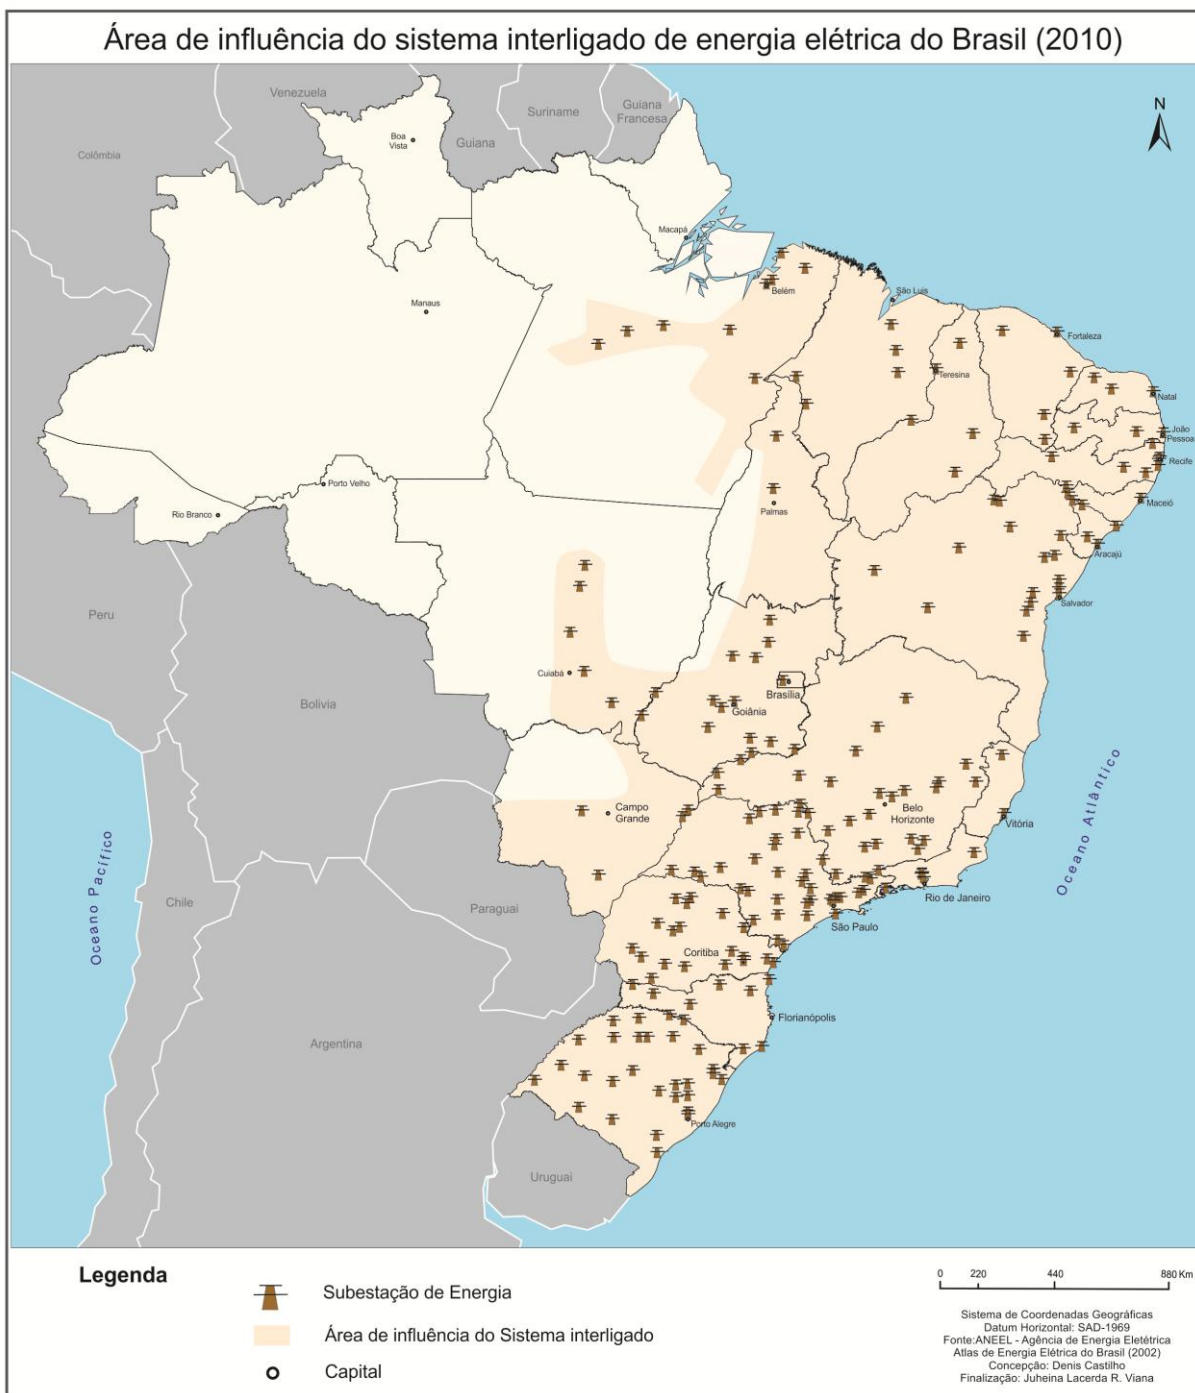 Área de influência do sistema interligado de energia elétrica do Brasil (2010)
Venezuela
Suriname
Guiana
Francesa
Guiana
Colômbia
Boa
Vista
N
Macapá
Manaus
Belém
São Luis
Fortaleza
Teresina
Natal
João
Pessoa
Recife
Porto Velho
Rio Branco
Palmas
Maceió
Aracajú
Salvador
Peru
Cuiabá
Brasília
Goiânia
Bolivia
Campo
Grande
Belo
Horizonte
Vitória
Oceano Atlântico
Oceano Pacífico
Chile
Paraguai
Rio de Janeiro
São Paulo
Coritiba
Florianópolis
Argentina
Porto Alegre
Uruguai
Legenda
Subestação de Energia
Área de influência do Sistema interligado
Capital
0 220 440 880 Km
Sistema de Coordenadas Geográficas
Datum Horizontal: SAD-1969
Fonte:ANEEL - Agência de Energia Eletétrica
Atlas de Energia Elétrica do Brasil (2002)
Concepção: Denis Castilho
Finalização: Juheina Lacerda R. Viana